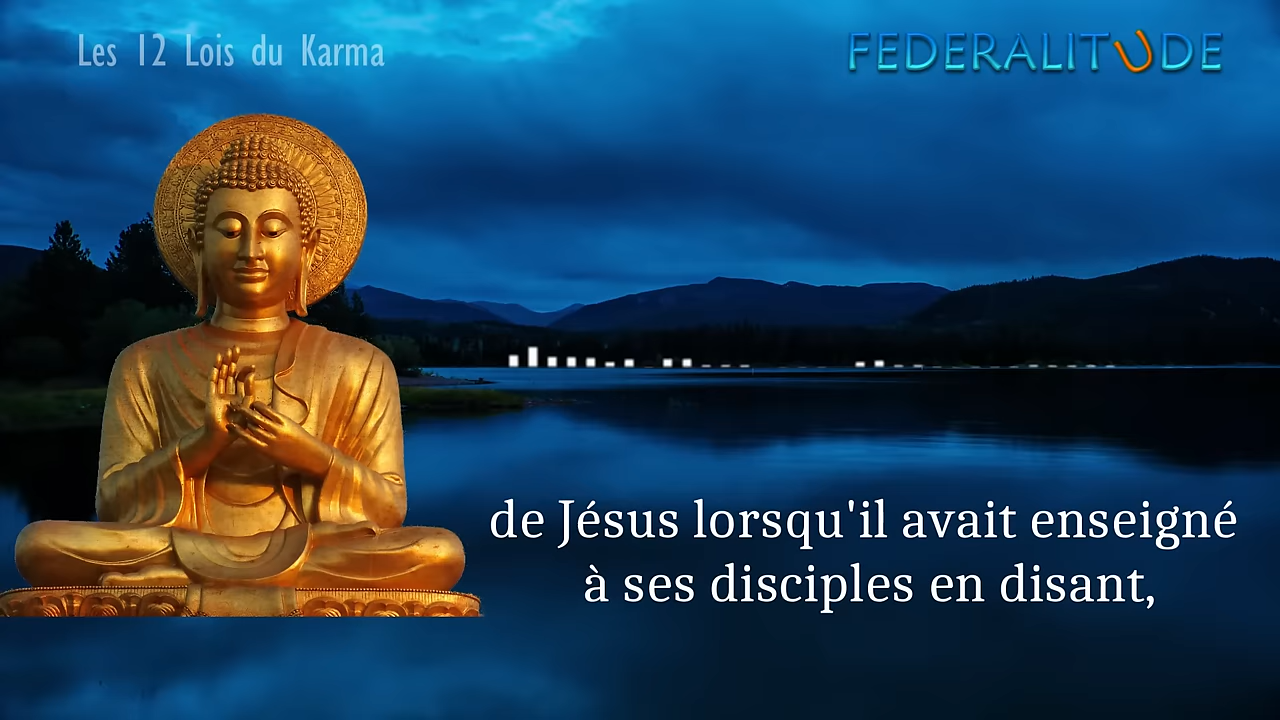 Les 12 Lois du Karma
FEDERALITUDE
de Jésus lorsqu'il avait enseigné
à ses disciples en disant,